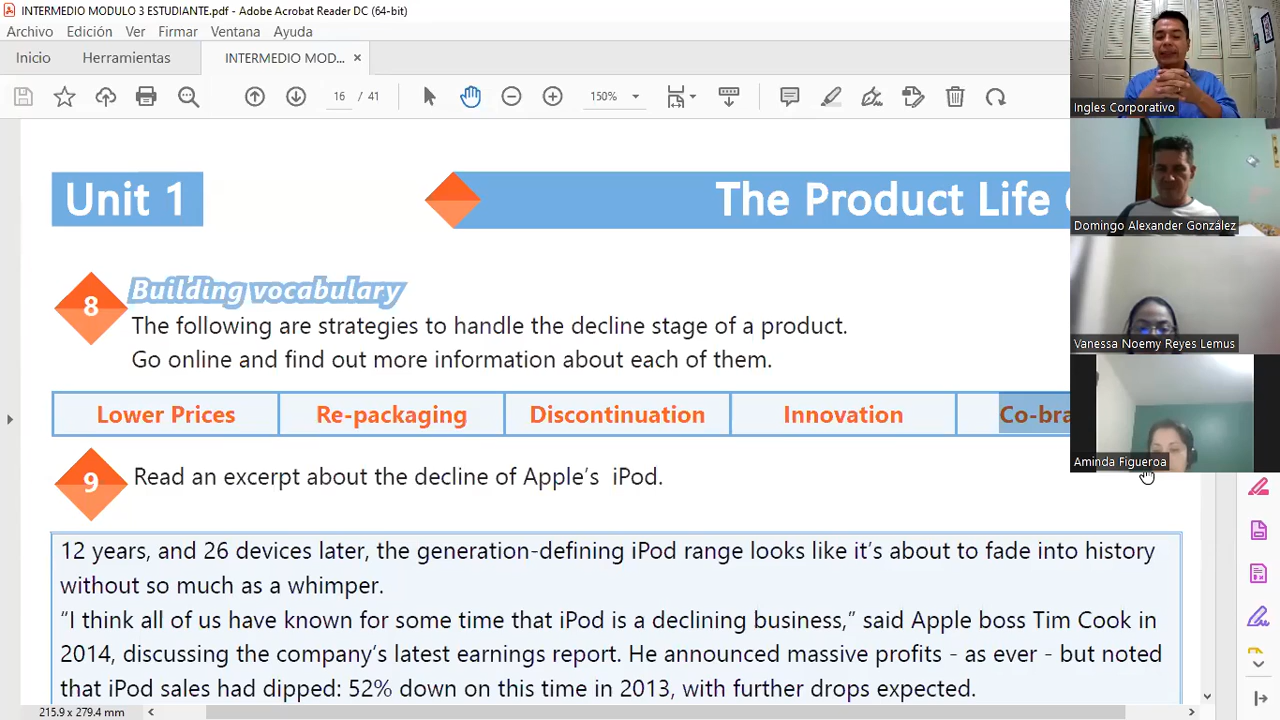 INTERMEDIO MODULO 3 ESTUDIANTE.pdf - Adobe Acrobat Reader DC (64-bit)
Archivo Edición Ver Firmar Ventana Ayuda
Inicio Herramientas INTERMEDIO MOD... ×
16 / 41 150%
Ingles Corporativo
Domingo Alexander González
Vanessa Noemy Reyes Lemus
Aminda Figueroa
Unit 1 The Product Life
8 Building vocabulary
The following are strategies to handle the decline stage of a product.
Go online and find out more information about each of them.
Lower Prices Re-packaging Discontinuation Innovation Co-bra
9 Read an excerpt about the decline of Apple’s iPod.
12 years, and 26 devices later, the generation-defining iPod range looks like it’s about to fade into history
without so much as a whimper.
“I think all of us have known for some time that iPod is a declining business,” said Apple boss Tim Cook in
2014, discussing the company’s latest earnings report. He announced massive profits - as ever - but noted
that iPod sales had dipped: 52% down on this time in 2013, with further drops expected.
215.9 x 279.4 mm